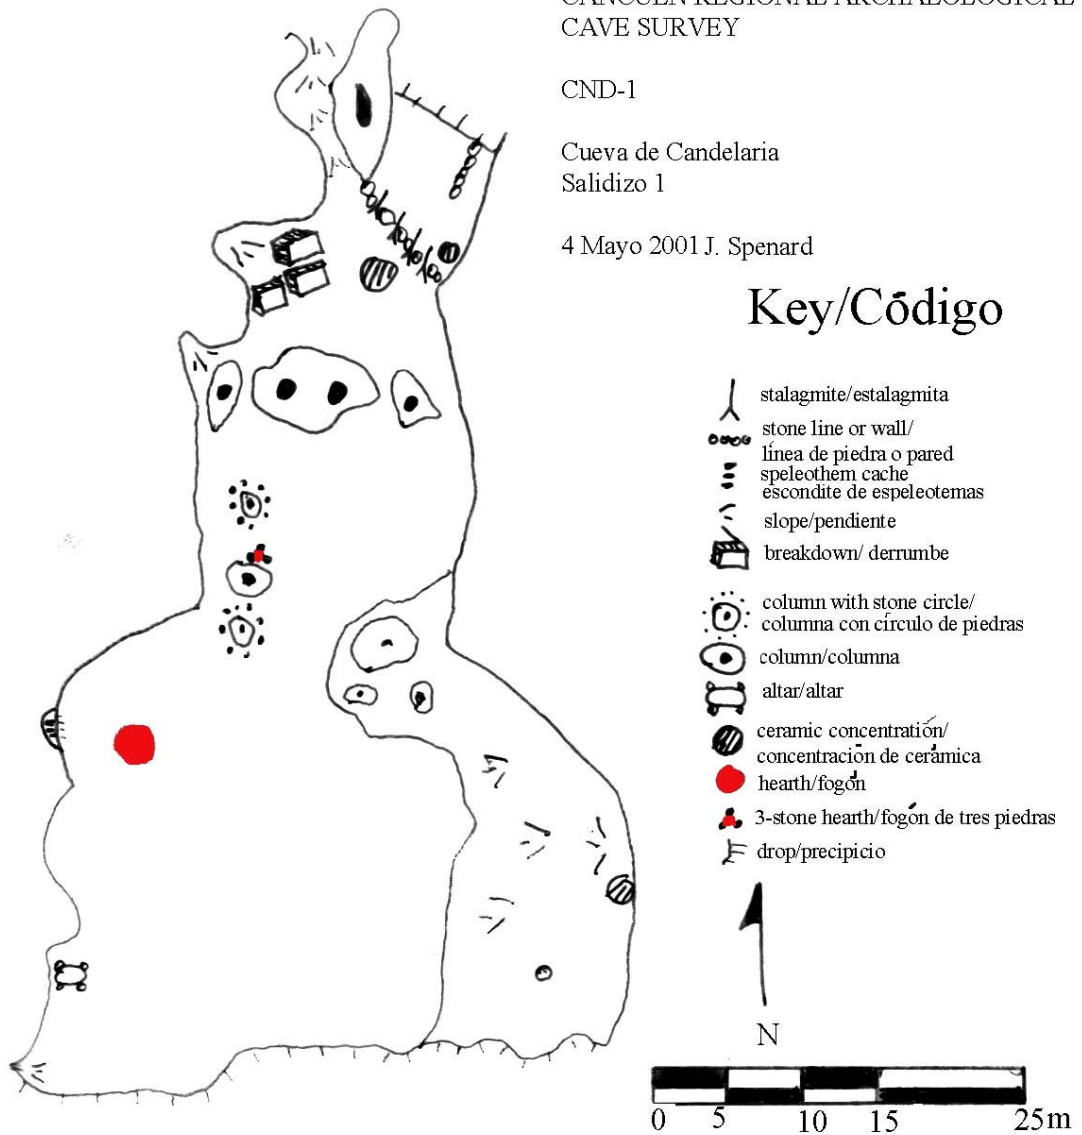 CANCUEN REGIONAL ARCHAEOLOGICAL
CAVE SURVEY
CND-1
Cueva de Candelaria
Salidizo 1
4 Mayo 2001 J. Spenard
Key/Código
stalagmite/estalagmita
stone line or wall/
línea de piedra o pared
speleothem cache
escondite de espeleotemas
slope/pendiente
breakdown/ derrumbe
column with stone circle/
columna con círculo de piedras
column/columna
altar/altar
ceramic concentratión/
concentración de cerámica
hearth/fogón
3-stone hearth/fogón de tres piedras
drop/precipicio
N
0 5 10 15 25m